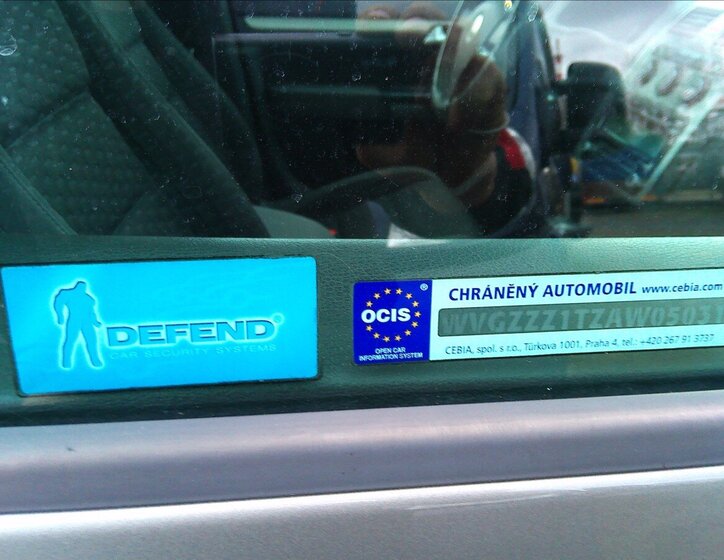 DEFEND®
CAR SECURITY SYSTEMS
OCIS ®
OPEN CAR
INFORMATION SYSTEM
CHRÁNĚNÝ AUTOMOBIL www.cebia.com
WVGZZZ1TZAW05031
CEBIA, spol. s r.o., Türkova 1001, Praha 4, tel.: +420 267 91 3737